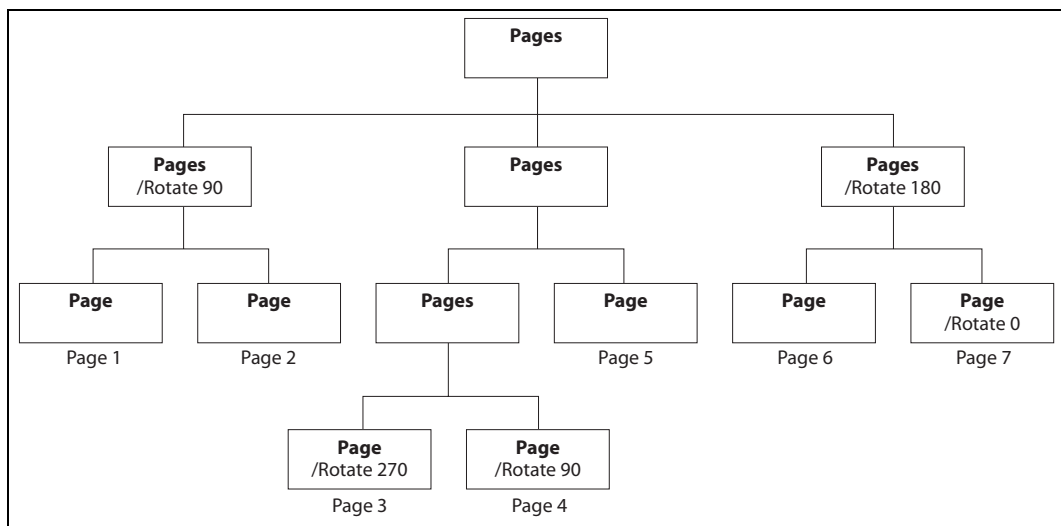 Pages
Pages
/Rotate 90
Pages
Pages
/Rotate 180
Page
Page
Pages
Page
Page
Page
/Rotate 0
Page 1
Page 2
Page 5
Page 6
Page 7
Page
/Rotate 270
Page
/Rotate 90
Page 3
Page 4